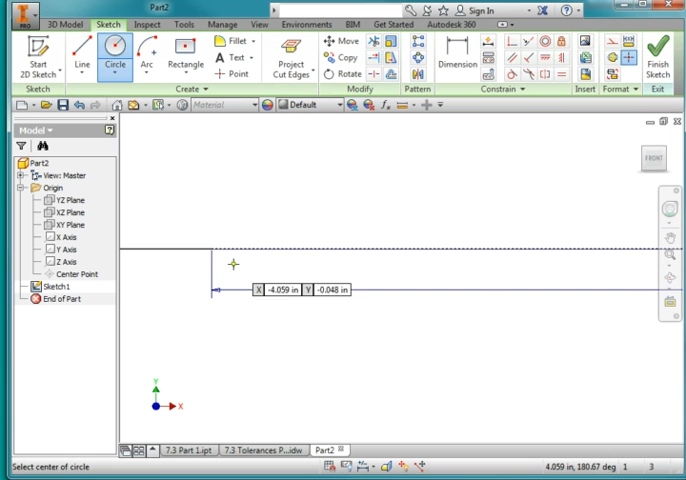 PRO
Part2
Sign In
3D Model Sketch Inspect Tools Manage View Environments BIM Get Started Autodesk 360
Start
2D Sketch
Line
Circle
Arc
Rectangle
Fillet
Text
Point
Project
Cut Edges
Move
Copy
Rotate
Dimension
Finish
Sketch
Sketch Create Modify Pattern Constrain Insert Format Exit
Material Default
Model
Part2
View: Master
Origin
YZ Plane
XZ Plane
XY Plane
X Axis
Y Axis
Z Axis
Center Point
Sketch1
End of Part
FRONT
X -4.059 in Y -0.048 in
Y
X
7.3 Part 1.ipt 7.3 Tolerances P...idw Part2
Select center of circle 4.059 in, 180.67 deg 1 3